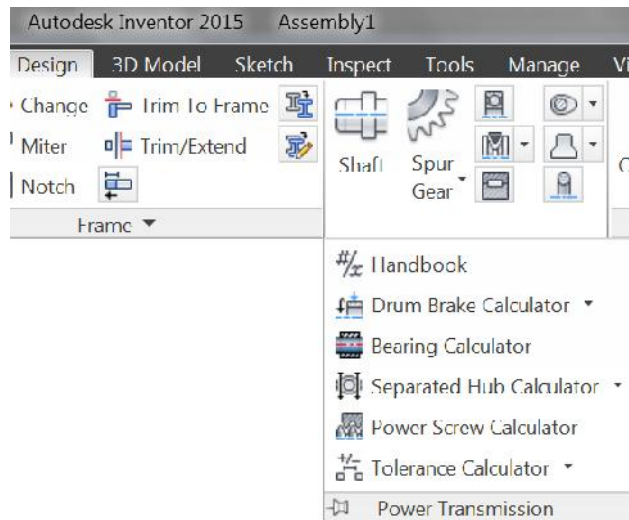 Autodesk Inventor 2015 Assembly1
Design 3D Model Sketch Inspect Tools Manage Vi
Change Trim To Frame
Miter Trim/Extend
Notch
Shaft
Spur
Gear
Frame
#/x Handbook
Drum Brake Calculator
Bearing Calculator
Separated Hub Calculator
Power Screw Calculator
+/- Tolerance Calculator
Power Transmission